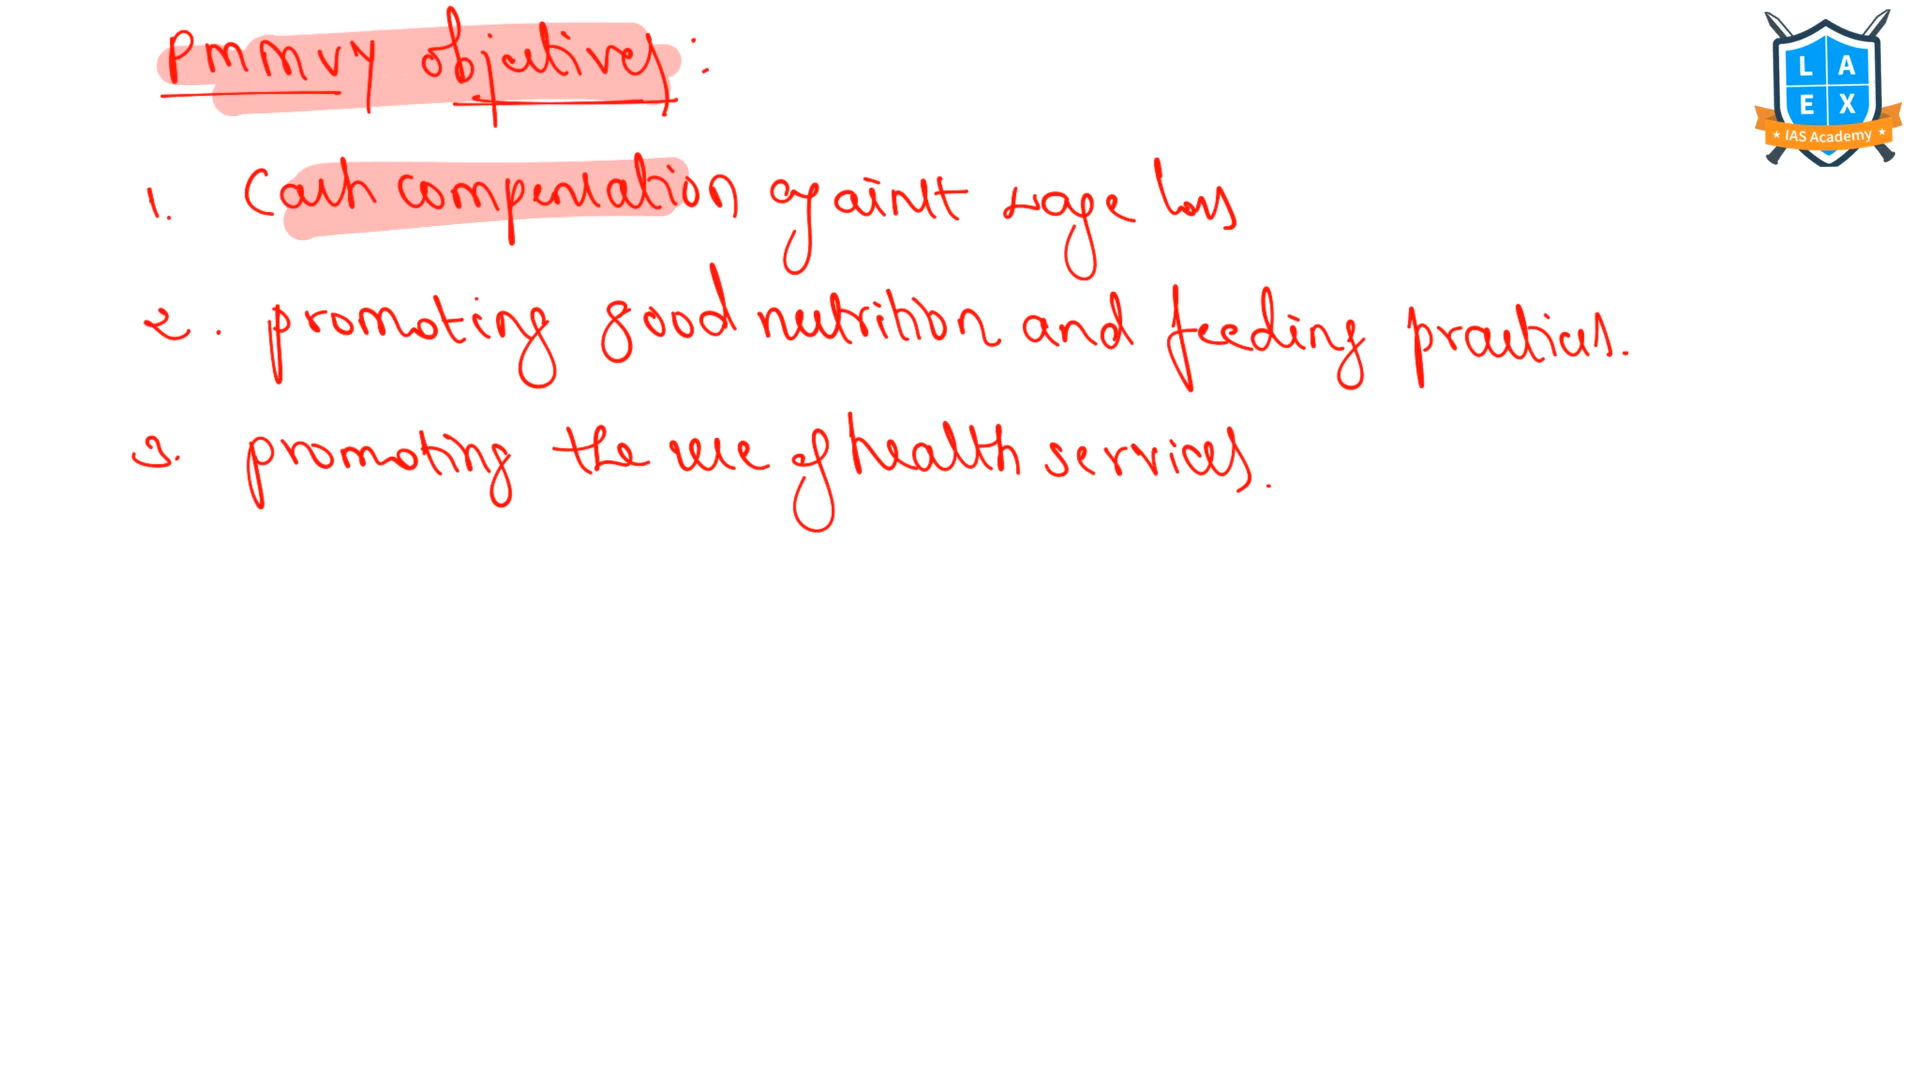 PMMVY objectives:
1. Cash compensation against wage loss
2. promoting good nutrition and feeding practices.
3. promoting the use of health services.
L A
E X
IAS Academy